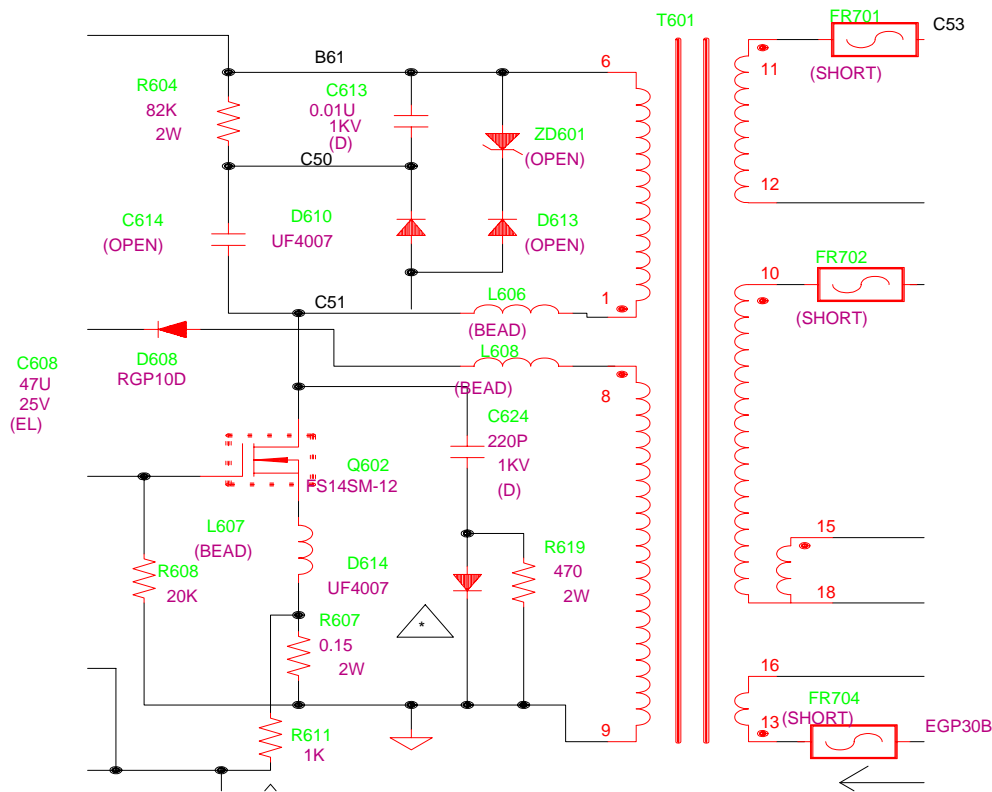 T601
FR701
C53
(SHORT)
B61
6
11
R604
82K
2W
C613
0.01U
1KV
(D)
ZD601
(OPEN)
C50
12
C614
(OPEN)
D610
UF4007
D613
(OPEN)
FR702
10
(SHORT)
C51
L606
(BEAD)
1
L608
(BEAD)
8
D608
RGP10D
C608
47U
25V
(EL)
C624
220P
1KV
(D)
Q602
FS14SM-12
L607
(BEAD)
R608
20K
D614
UF4007
R619
470
2W
15
18
*
R607
0.15
2W
16
FR704
(SHORT)
13
EGP30B
9
R611
1K